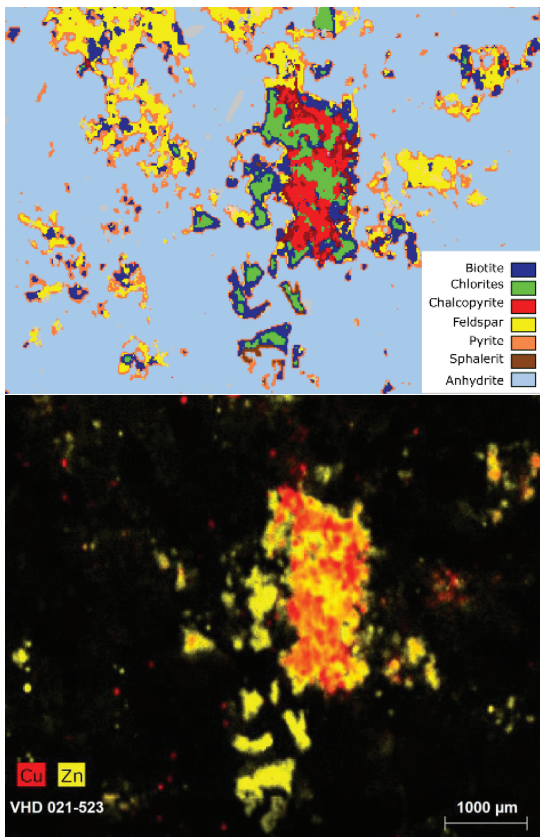 Biotite
Chlorites
Chalcopyrite
Feldspar
Pyrite
Sphalerit
Anhydrite
Cu Zn
VHD 021-523
1000 µm